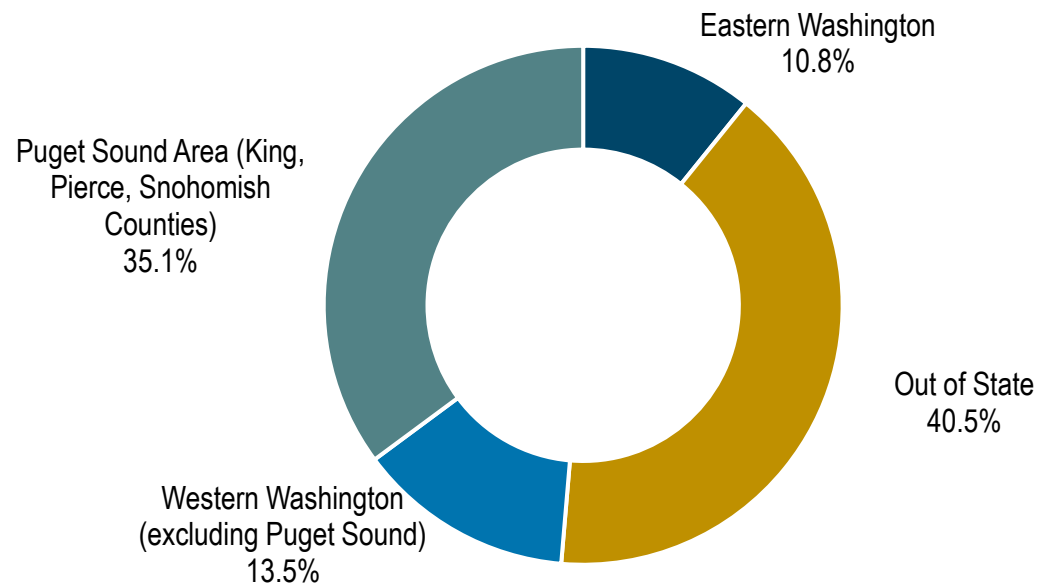 Eastern Washington
10.8%
Puget Sound Area (King,
Pierce, Snohomish
Counties)
35.1%
Out of State
40.5%
Western Washington
(excluding Puget Sound)
13.5%